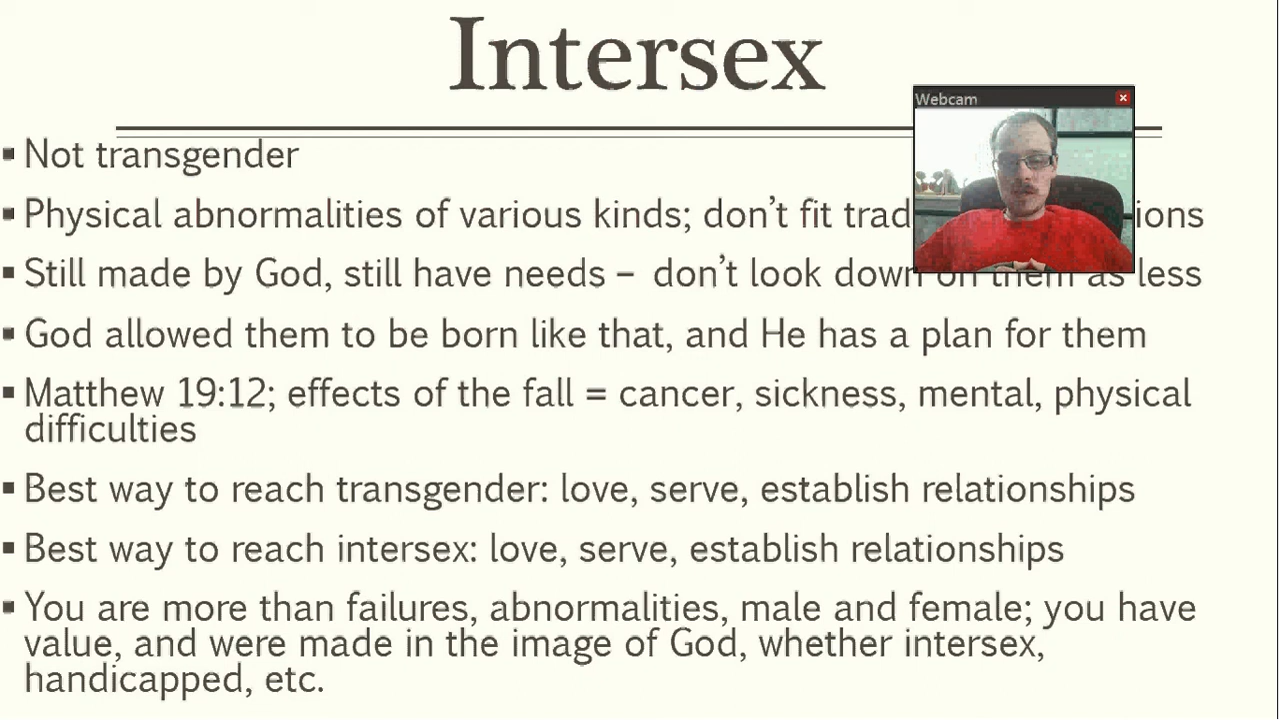 Intersex
Webcam
Not transgender
Physical abnormalities of various kinds; don't fit
Still made by God, still have needs – don't look down on them as less
God allowed them to be born like that, and He has a plan for them
Matthew 19:12; effects of the fall = cancer, sickness, mental, physical
difficulties
Best way to reach transgender: love, serve, establish relationships
Best way to reach intersex: love, serve, establish relationships
You are more than failures, abnormalities, male and female; you have
value, and were made in the image of God, whether intersex,
handicapped, etc.